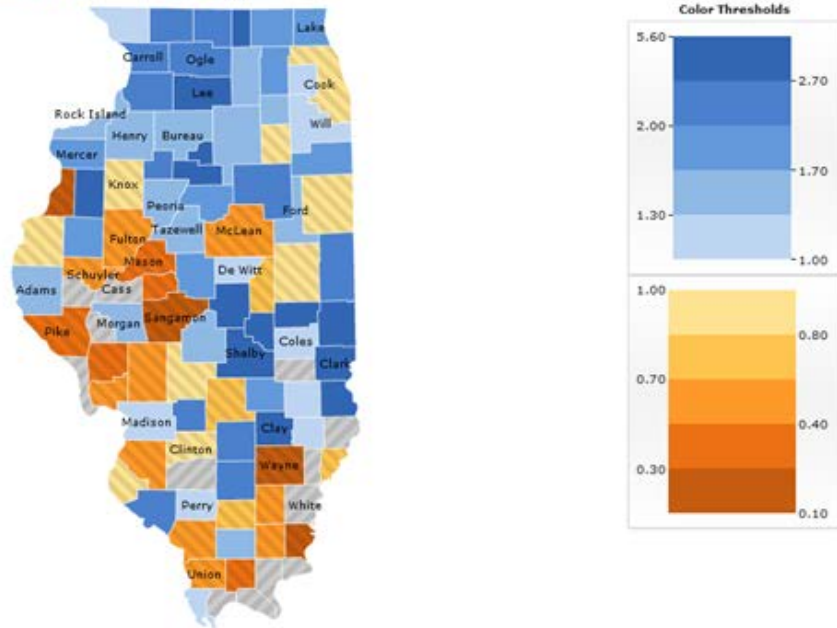 Color Thresholds
Lake
Carroll
Ogle
Cook
Lee
Rock Island
Will
Henry
Bureau
Mercer
Knox
Peoria
Ford
Tazewell
McLean
Fulton
Mason
De Witt
Schuyler
Cass
Adams
Sangamon
Morgan
Pike
Coles
Shelby
Clark
Madison
Clay
Clinton
Wayne
Perry
White
Union
5.60
2.70
2.00
1.70
1.30
1.00
1.00
0.80
0.70
0.40
0.30
0.10